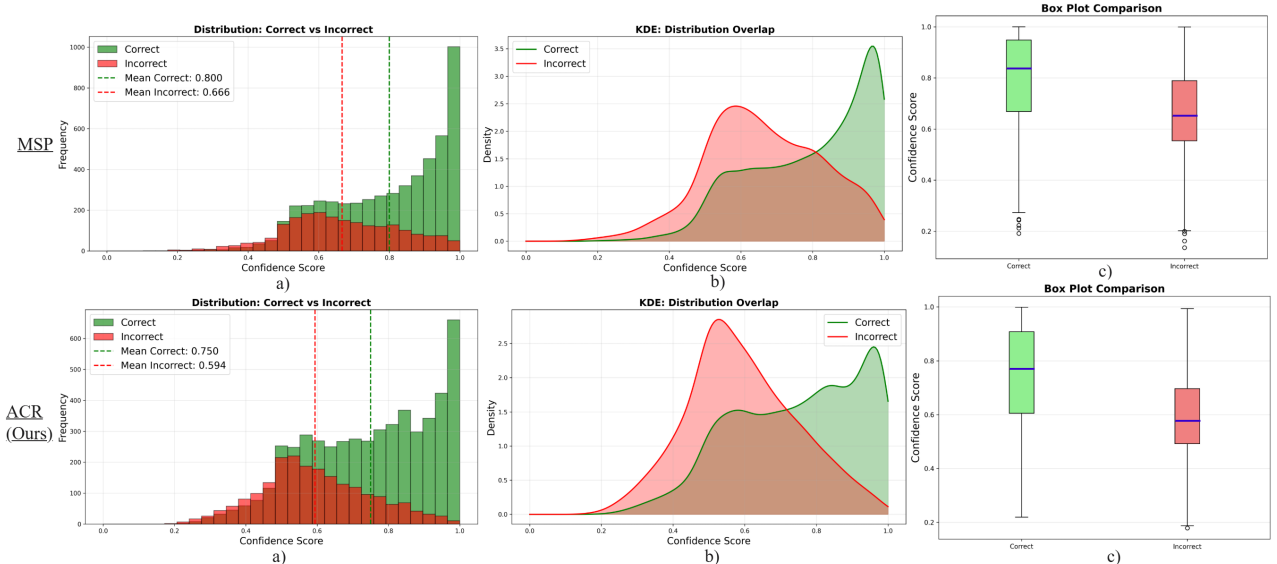 MSP
Distribution: Correct vs Incorrect
Correct
Incorrect
Mean Correct: 0.800
Mean Incorrect: 0.666
Frequency
1000
800
600
400
200
0
0.0 0.2 0.4 0.6 0.8 1.0
Confidence Score
a)
KDE: Distribution Overlap
Correct
Incorrect
Density
3.5
3.0
2.5
2.0
1.5
1.0
0.5
0.0
0.0 0.2 0.4 0.6 0.8 1.0
Confidence Score
b)
Box Plot Comparison
Confidence Score
1.0
0.8
0.6
0.4
0.2
Correct Incorrect
c)
ACR
(Ours)
Distribution: Correct vs Incorrect
Correct
Incorrect
Mean Correct: 0.750
Mean Incorrect: 0.594
Frequency
600
500
400
300
200
100
0
0.0 0.2 0.4 0.6 0.8 1.0
Confidence Score
a)
KDE: Distribution Overlap
Correct
Incorrect
Density
2.5
2.0
1.5
1.0
0.5
0.0
0.0 0.2 0.4 0.6 0.8 1.0
Confidence Score
b)
Box Plot Comparison
Confidence Score
1.0
0.8
0.6
0.4
0.2
Correct Incorrect
c)